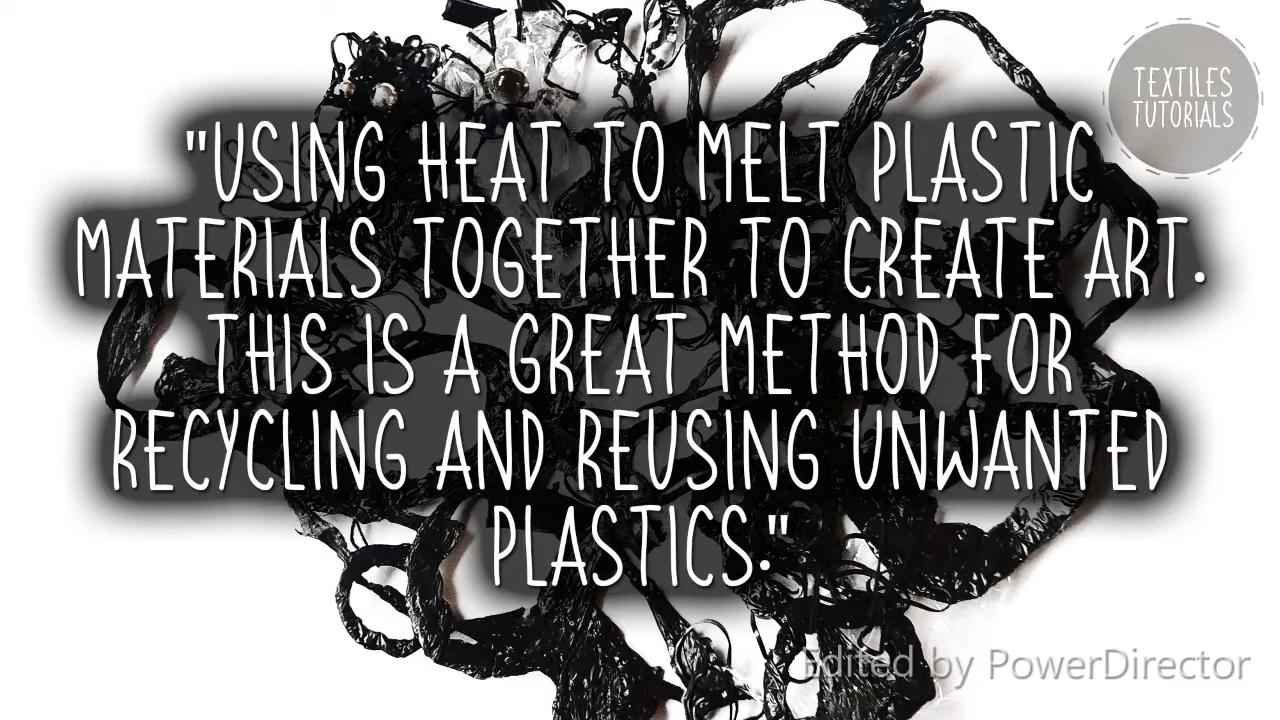 TEXTILES
TUTORIALS
"USING HEAT TO MELT PLASTIC
MATERIALS TOGETHER TO CREATE ART.
THIS IS A GREAT METHOD FOR
RECYCLING AND REUSING UNWANTED
PLASTICS."
Edited by PowerDirector